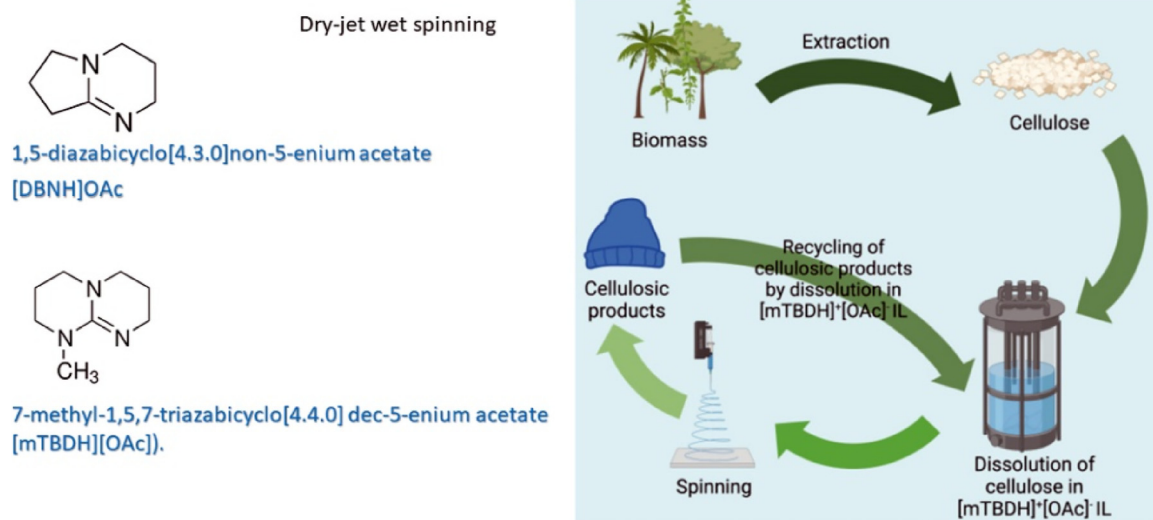 Dry-jet wet spinning
N
N
1,5-diazabicyclo[4.3.0]non-5-enium acetate
[DBNH]OAc
N
N
N
CH3
7-methyl-1,5,7-triazabicyclo[4.4.0] dec-5-enium acetate
[mTBDH][OAc]).
Extraction
Biomass
Cellulose
Recycling of
cellulosic products
by dissolution in
[mTBDH]⁺[OAc]⁻ IL
Cellulosic
products
Spinning
Dissolution of
cellulose in
[mTBDH]⁺[OAc]⁻ IL